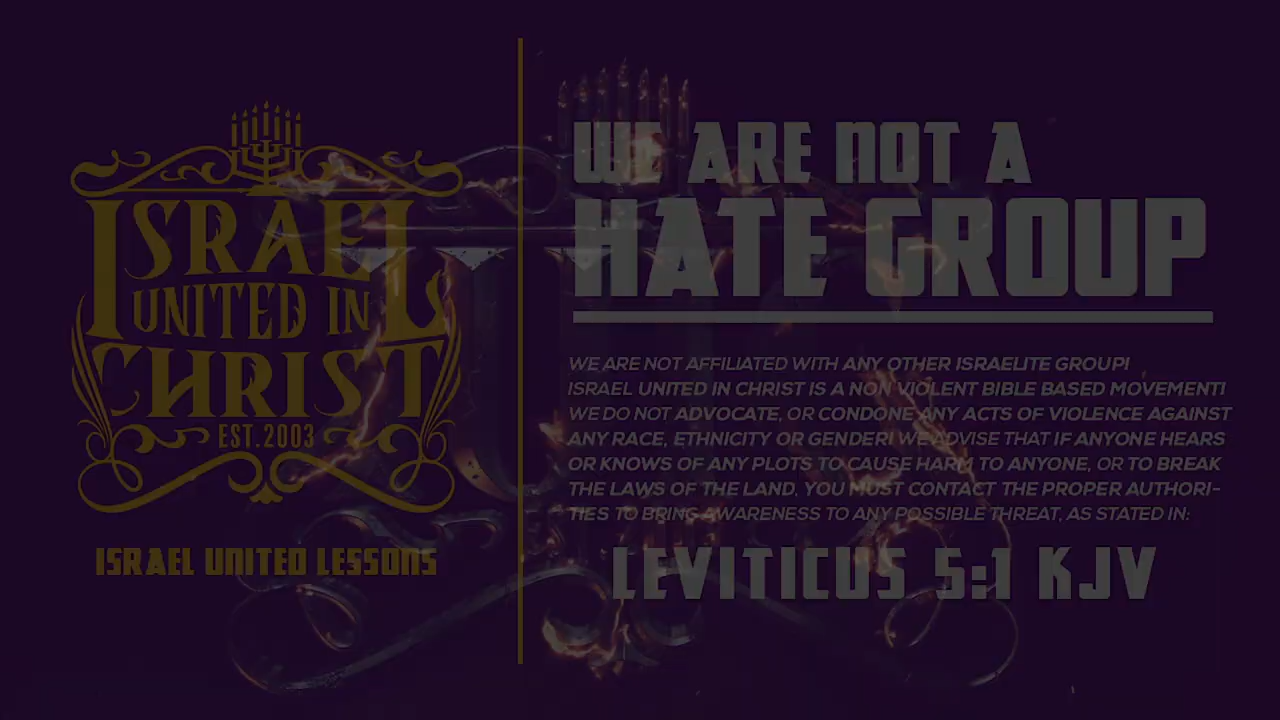 ISRAEL
UNITED IN
CHRIST
EST.2003
ISRAEL UNITED LESSONS
WE ARE NOT A
HATE GROUP
WE ARE NOT AFFILIATED WITH ANY OTHER ISRAELITE GROUP!
ISRAEL UNITED IN CHRIST IS A NON VIOLENT BIBLE BASED MOVEMENT!
WE DO NOT ADVOCATE, OR CONDONE ANY ACTS OF VIOLENCE AGAINST
ANY RACE, ETHNICITY OR GENDER! WE ADVISE THAT IF ANYONE HEARS
OR KNOWS OF ANY PLOTS TO CAUSE HARM TO ANYONE, OR TO BREAK
THE LAWS OF THE LAND. YOU MUST CONTACT THE PROPER AUTHORI-
TIES TO BRING AWARENESS TO ANY POSSIBLE THREAT, AS STATED IN:
LEVITICUS 5:1 KJV